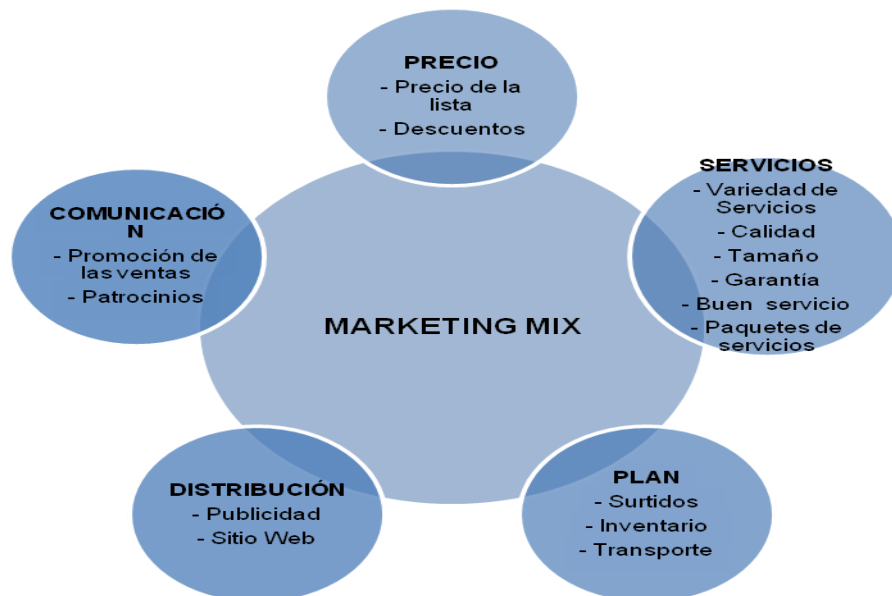 PRECIO
- Precio de la
lista
- Descuentos
SERVICIOS
- Variedad de
Servicios
- Calidad
- Tamaño
- Garantía
- Buen servicio
- Paquetes de
servicios
COMUNICACIÓ
N
- Promoción de
las ventas
- Patrocinios
MARKETING MIX
DISTRIBUCIÓN
- Publicidad
- Sitio Web
PLAN
- Surtidos
- Inventario
- Transporte